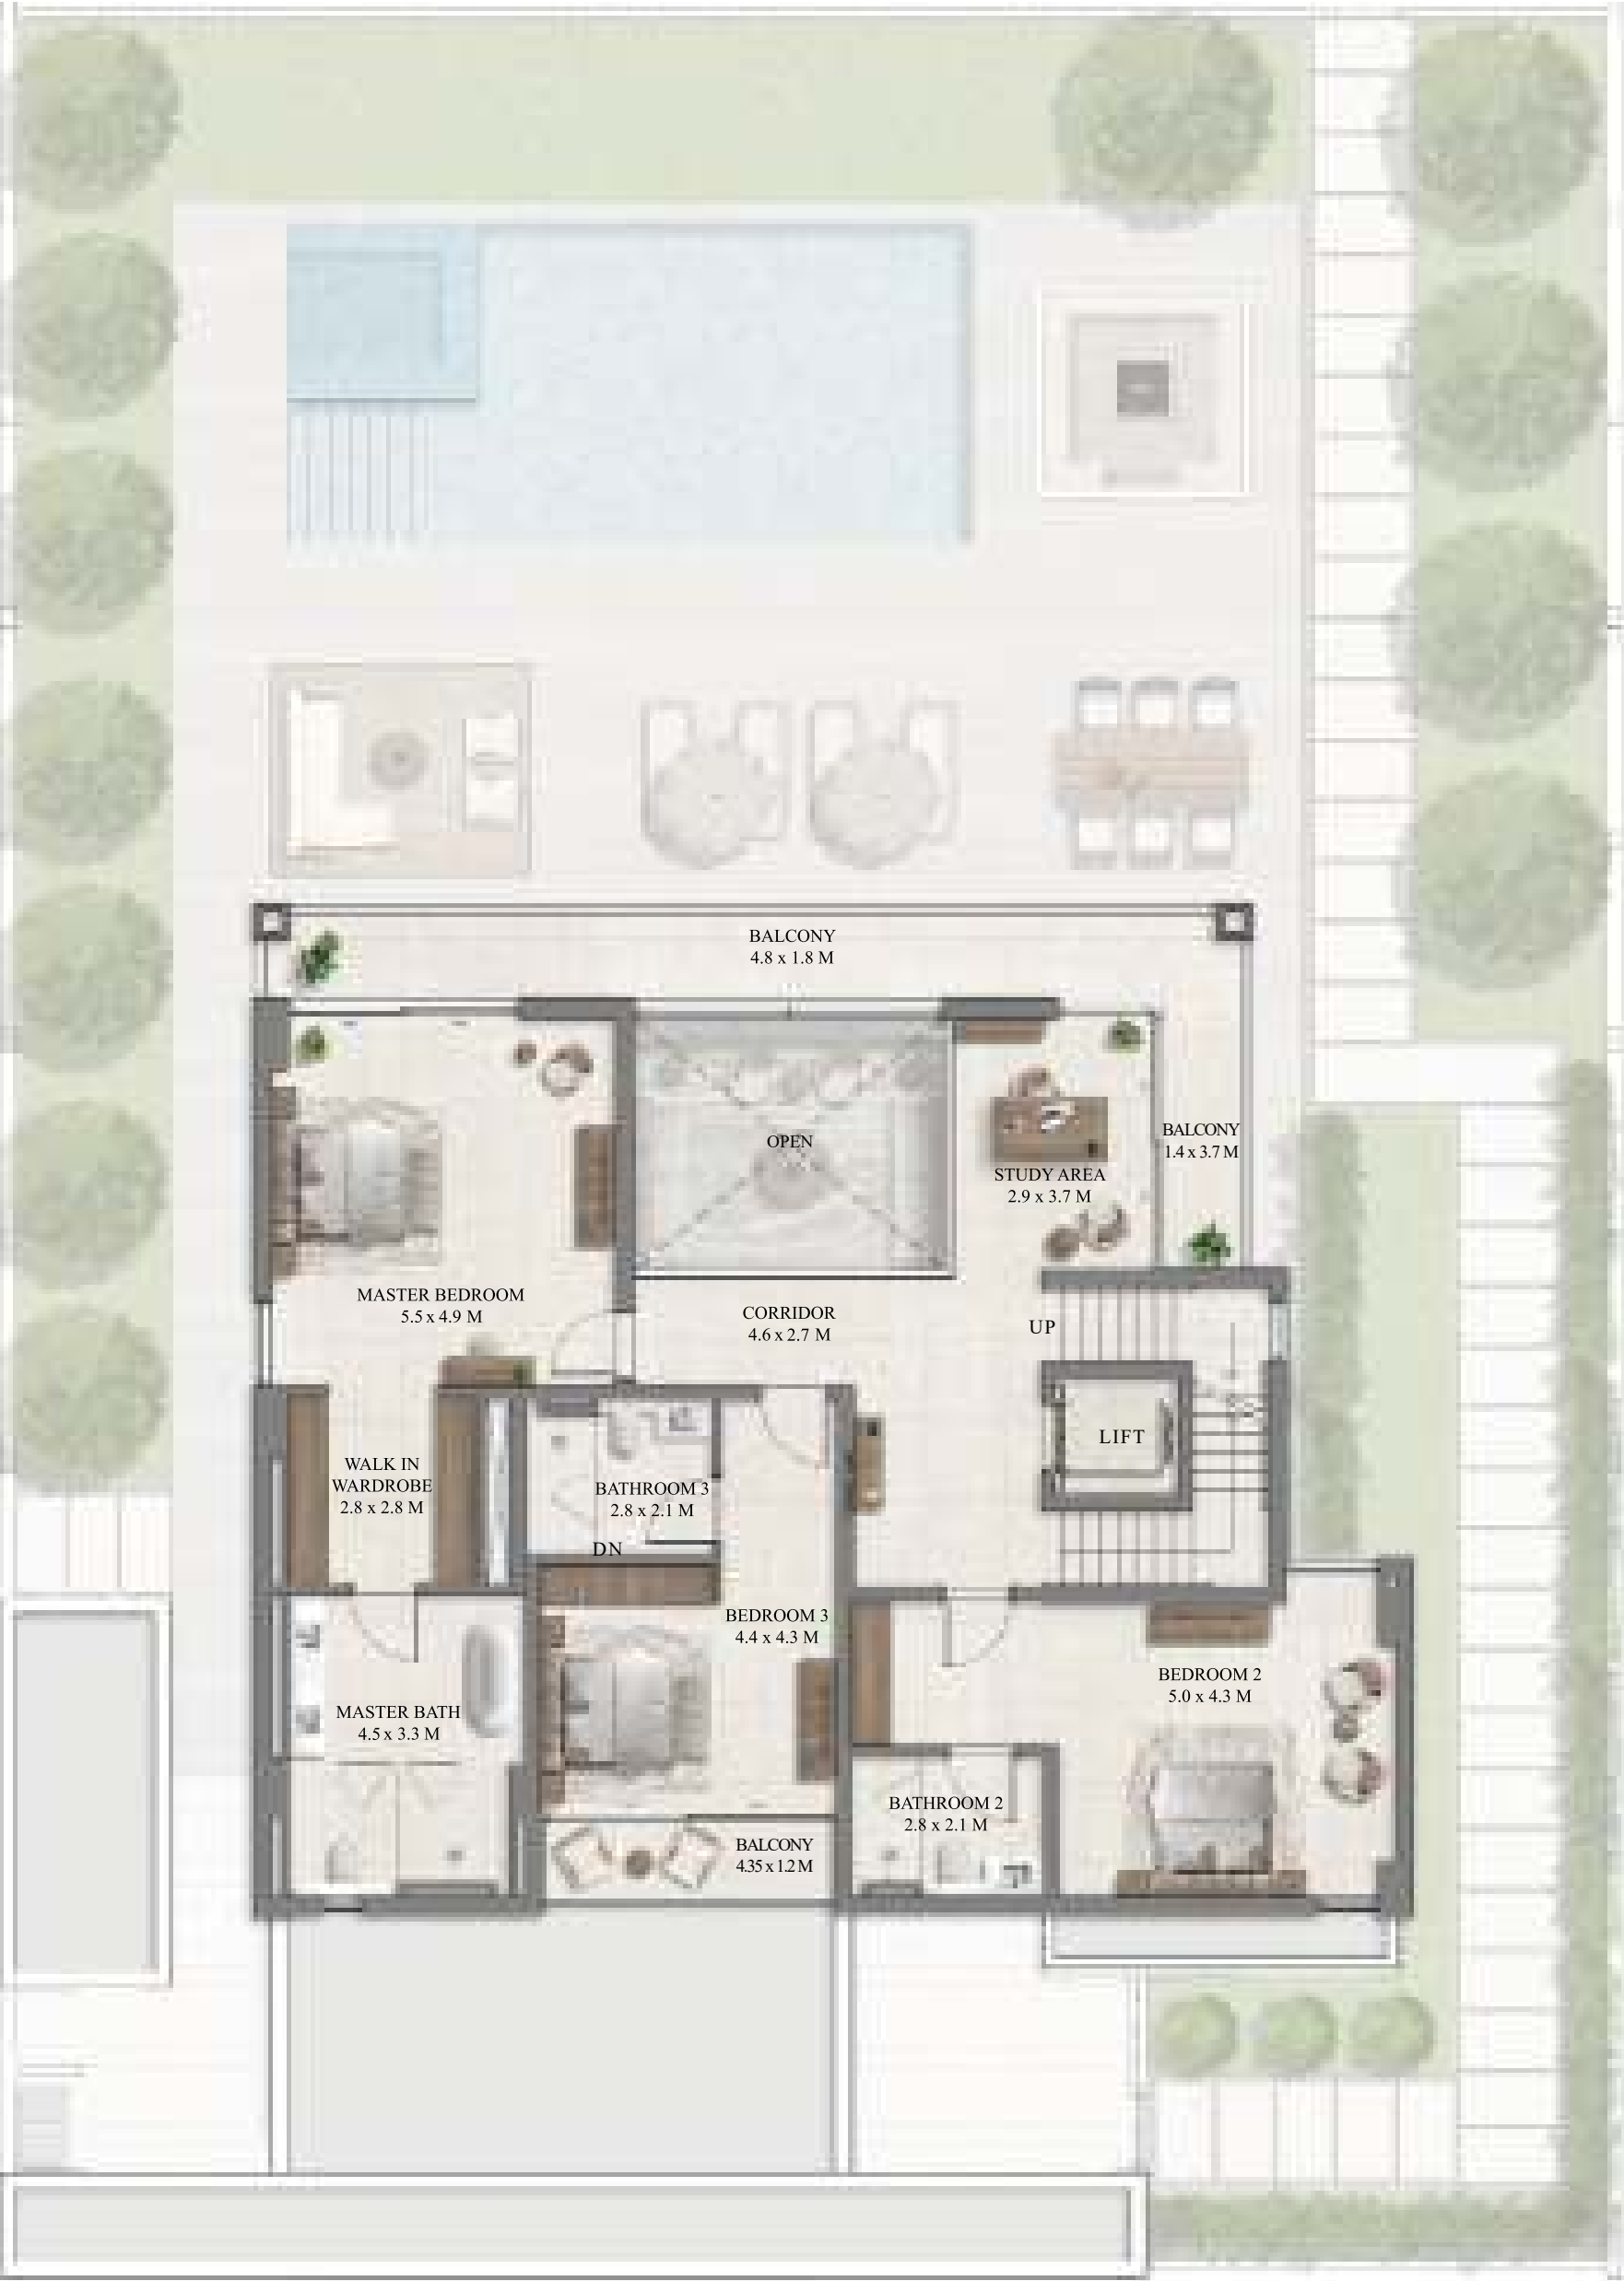 BALCONY
4.8 x 1.8 M
OPEN
BALCONY
1.4 x 3.7 M
STUDY AREA
2.9 x 3.7 M
MASTER BEDROOM
5.5 x 4.9 M
CORRIDOR
4.6 x 2.7 M
UP
LIFT
WALK IN
WARDROBE
2.8 x 2.8 M
BATHROOM 3
2.8 x 2.1 M
DN
BEDROOM 3
4.4 x 4.3 M
BEDROOM 2
5.0 x 4.3 M
MASTER BATH
4.5 x 3.3 M
BATHROOM 2
2.8 x 2.1 M
BALCONY
4.35 x 1.2 M